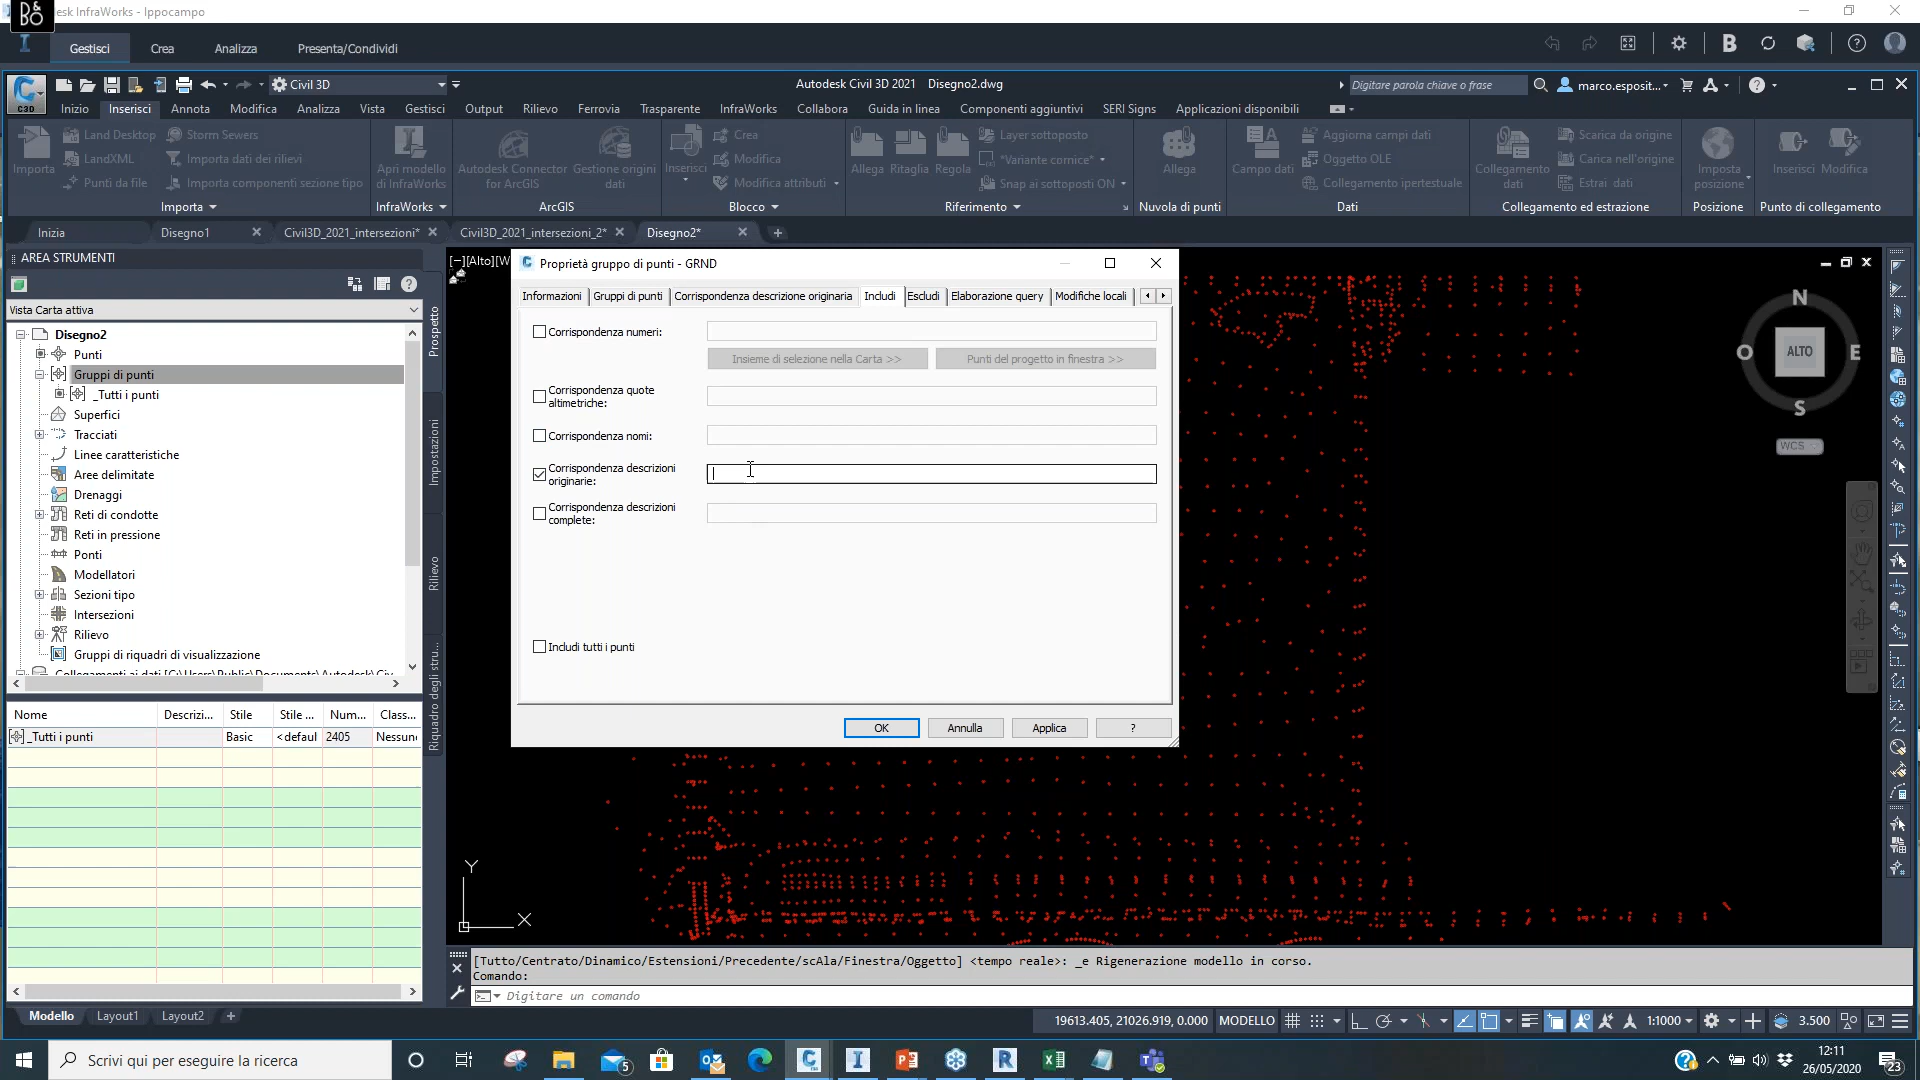 B&O
esk InfraWorks - Ippocampo
Gestisci Crea Analizza Presenta/Condividi
Civil 3D
Autodesk Civil 3D 2021 Disegno2.dwg
Digitare parola chiave o frase
marco.esposit...
C3D
Inizio Inserisci Annota Modifica Analizza Vista Gestisci Output Rilievo Ferrovia Trasparente InfraWorks Collabora Guida in linea Componenti aggiuntivi SERI Signs Applicazioni disponibili
Importa
Land Desktop
LandXML
Punti da file
Storm Sewers
Importa dati dei rilievi
Importa componenti sezione tipo
Apri modello di InfraWorks
Autodesk Connector for ArcGIS
Gestione origini dati
Inserisci
Crea
Modifica
Modifica attributi
Allega Ritaglia Regola
Layer sottoposto
*Variante cornice*
Snap ai sottoposti ON
Allega
Campo dati
Aggiorna campi dati
Oggetto OLE
Collegamento ipertestuale
Collegamento dati
Scarica da origine
Carica nell'origine
Estrai dati
Imposta posizione
Inserisci Modifica
Importa InfraWorks ArcGIS Blocco Riferimento Nuvola di punti Dati Collegamento ed estrazione Posizione Punto di collegamento
Inizia Disegno1 Civil3D_2021_intersezioni* Civil3D_2021_intersezioni_2* Disegno2*
AREA STRUMENTI
Vista Carta attiva
Disegno2
Punti
Gruppi di punti
_Tutti i punti
Superfici
Tracciati
Linee caratteristiche
Aree delimitate
Drenaggi
Reti di condotte
Reti in pressione
Ponti
Modellatori
Sezioni tipo
Intersezioni
Rilievo
Gruppi di riquadri di visualizzazione
Collegamenti ai dati [C:\Users\Public\Documents\Autodesk\Civ
Prospetto
Impostazioni
Rilievo
Riquadro degli stru...
Nome Descrizi... Stile Stile ... Num... Class...
_Tutti i punti Basic <defaul 2405 Nessun
[−][Alto][W
Proprietà gruppo di punti - GRND
Informazioni Gruppi di punti Corrispondenza descrizione originaria Includi Escludi Elaborazione query Modifiche locali
Corrispondenza numeri:
Insieme di selezione nella Carta >> Punti del progetto in finestra >>
Corrispondenza quote
altimetriche:
Corrispondenza nomi:
Corrispondenza descrizioni
originarie:
Corrispondenza descrizioni
complete:
Includi tutti i punti
OK Annulla Applica ?
N
O ALTO E
S
WCS
Y
X
[Tutto/Centrato/Dinamico/Estensioni/Precedente/scAla/Finestra/Oggetto] <tempo reale>: _e Rigenerazione modello in corso.
Comando:
Digitare un comando
Modello Layout1 Layout2 +
19613.405, 21026.919, 0.000 MODELLO 1:1000 3.500
Scrivi qui per eseguire la ricerca
5
12:11
26/05/2020
23